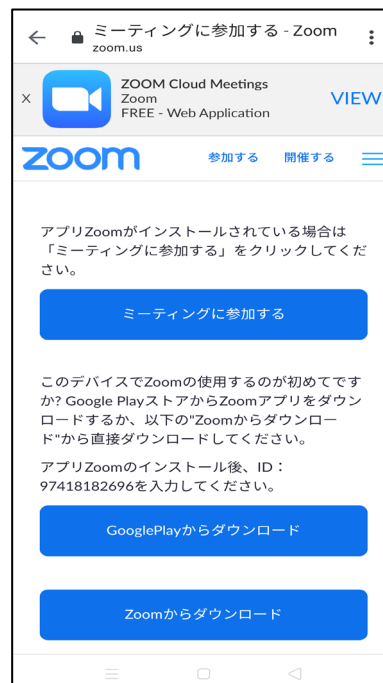 ミーティングに参加する - Zoom
zoom.us
X
ZOOM Cloud Meetings
Zoom
FREE - Web Application
VIEW
zoom
参加する 開催する
アプリZoomがインストールされている場合は
「ミーティングに参加する」をクリックしてくだ
さい。
ミーティングに参加する
このデバイスでZoomの使用するのが初めてです
か? Google PlayストアからZoomアプリをダウン
ロードするか、以下の"Zoomからダウンロー
ド"から直接ダウンロードしてください。
アプリZoomのインストール後、ID：
97418182696を入力してください。
GooglePlayからダウンロード
Zoomからダウンロード